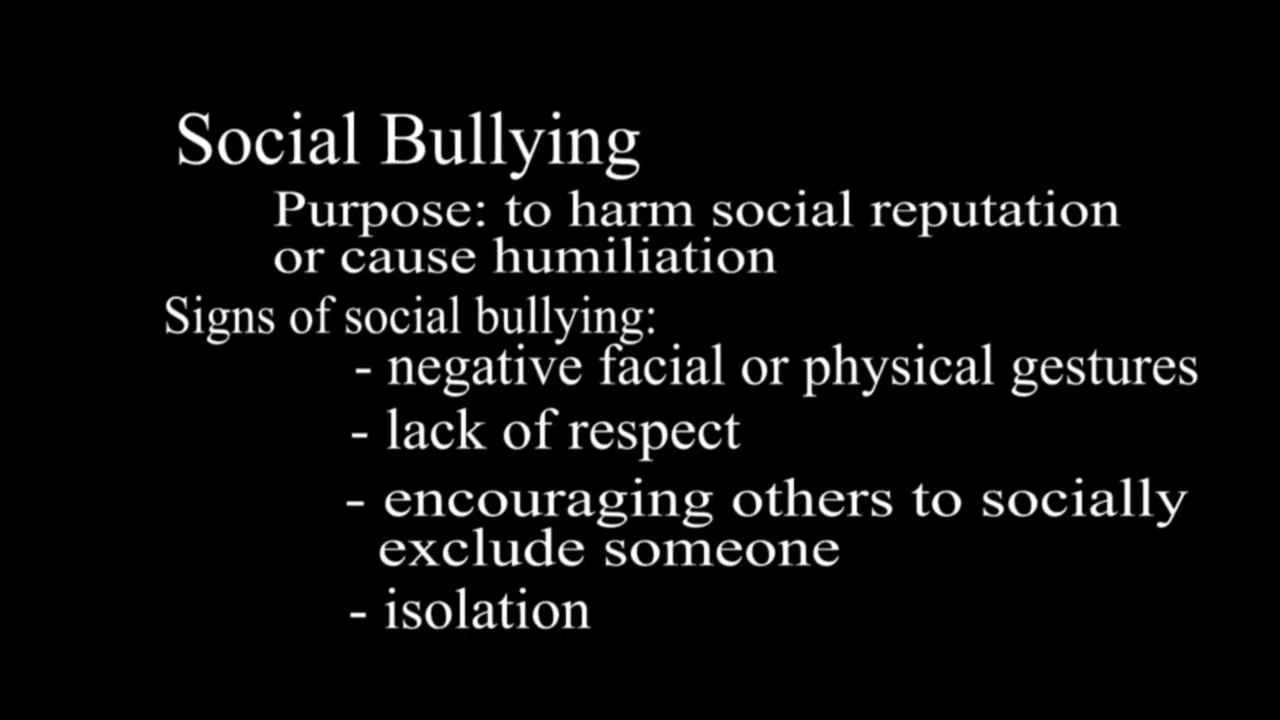 Social Bullying
Purpose: to harm social reputation
or cause humiliation
Signs of social bullying:
- negative facial or physical gestures
- lack of respect
- encouraging others to socially
exclude someone
- isolation